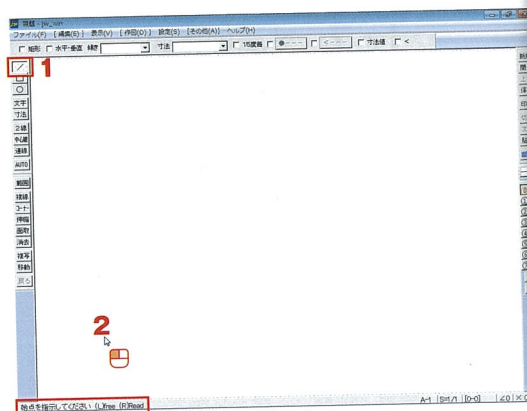 無題 - jw_win
ファイル(F) [編集(E)] 表示(V) [作図(D)] 設定(S) [その他(A)] ヘルプ(H)
矩形 水平・垂直 傾き 寸法 15度毎 ●--- <--- 寸法値 <
1
／
□
○
文字
寸法
2線
中心線
連線
AUTO
範囲
複線
コーナー
伸縮
面取
消去
複写
移動
戻る
2
始点を指示してください (L)free (R)Read
A-1 S=1/1 [0-0] ∠0 ×